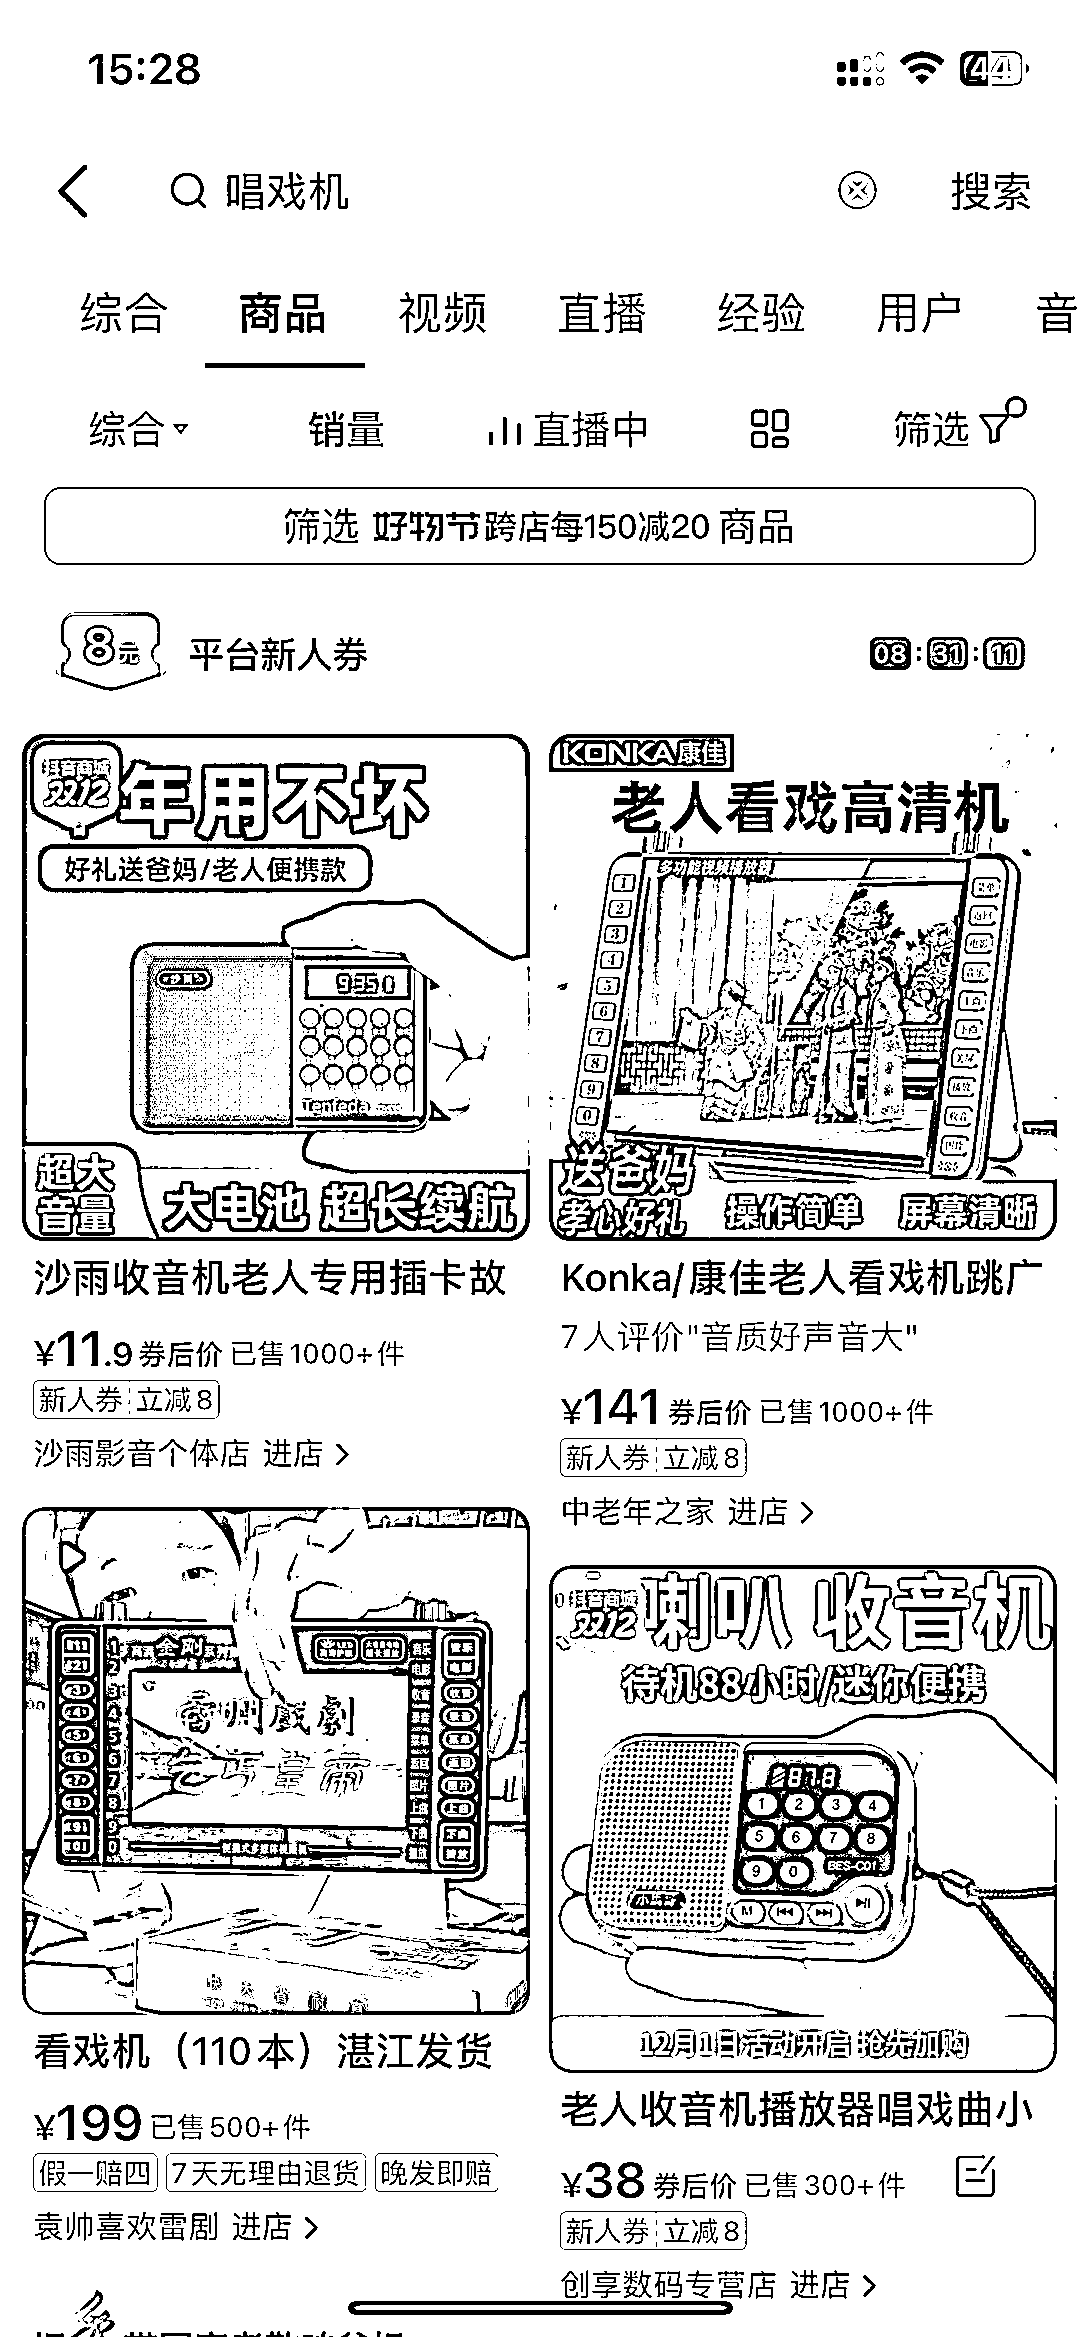 15:28
44
唱戏机
搜索
综合 商品 视频 直播 经验 用户 音
综合 销量 直播中 筛选
筛选 好物节跨店每150减20 商品
8元 平台新人券 08:31:11
抖音商城
双12
年用不坏
好礼送爸妈/老人便携款
9350
Tenfeda
超大
音量
大电池 超长续航
沙雨收音机老人专用插卡故
¥11.9 券后价 已售1000+件
新人券 立减8
沙雨影音个体店 进店
KONKA康佳
老人看戏高清机
多功能视频播放器
1
2
3
4
5
6
7
8
9
0
送爸妈
孝心好礼
操作简单 屏幕清晰
Konka/康佳老人看戏机跳广
7人评价"音质好声音大"
¥141 券后价 已售1000+件
新人券 立减8
中老年之家 进店
金刚
雷州戏剧
看戏机（110本）湛江发货
¥199 已售500+件
假一赔四 7天无理由退货 晚发即赔
袁帅喜欢雷剧 进店
抖音商城
双12
喇叭 收音机
待机88小时/迷你便携
1 2 3 4
5 6 7 8
9 0 BES-C01
M
12月1日活动开启 抢先加购
老人收音机播放器唱戏曲小
¥38 券后价 已售300+件
新人券 立减8
创享数码专营店 进店